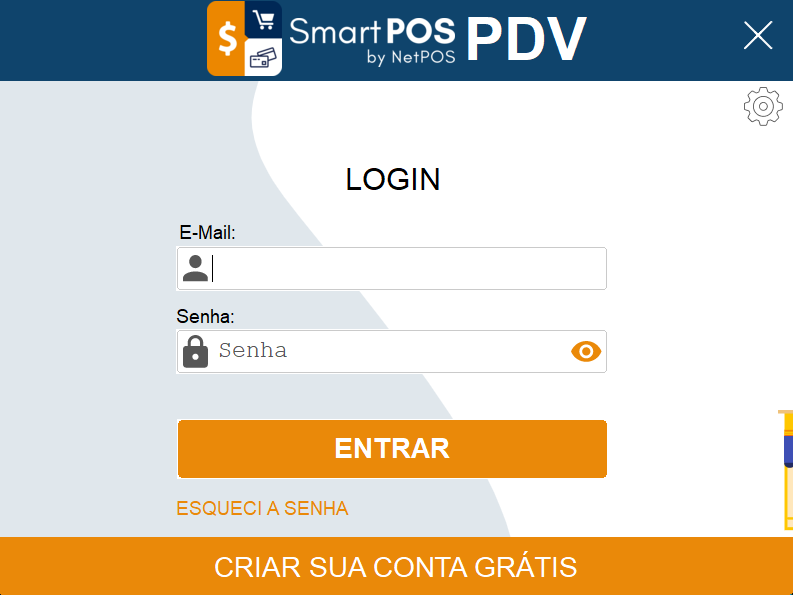 $ SmartPOS PDV
by NetPOS
LOGIN
E-Mail:
Senha:
Senha
ENTRAR
ESQUECI A SENHA
CRIAR SUA CONTA GRÁTIS